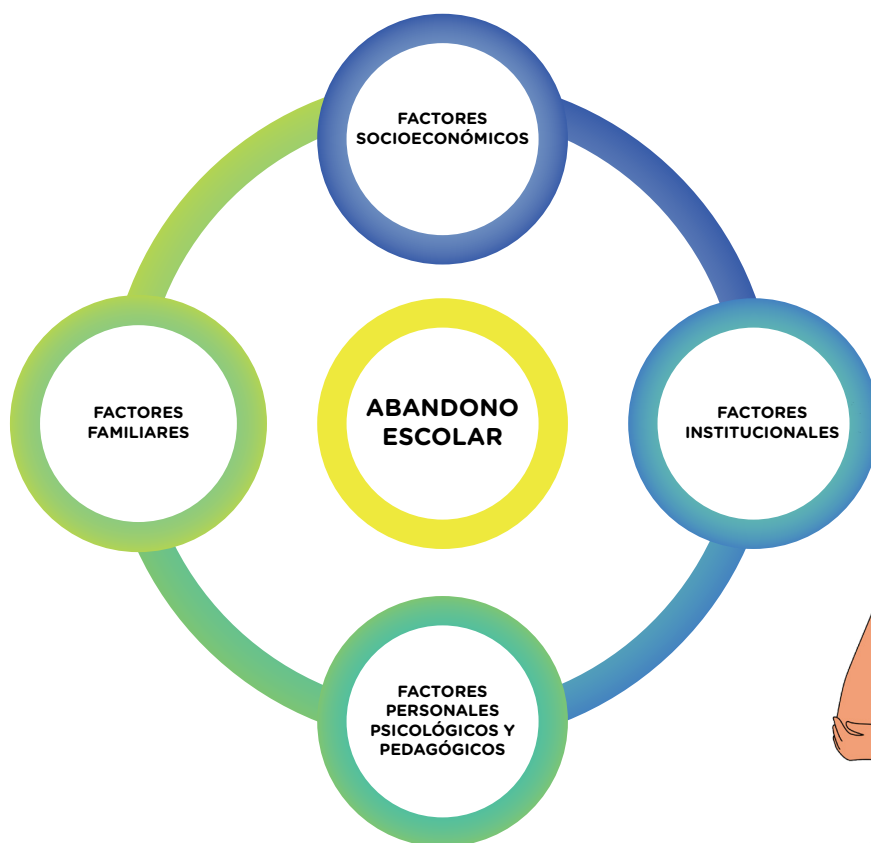 FACTORES
SOCIOECONÓMICOS
FACTORES
FAMILIARES
ABANDONO
ESCOLAR
FACTORES
INSTITUCIONALES
FACTORES
PERSONALES
PSICOLÓGICOS Y
PEDAGÓGICOS